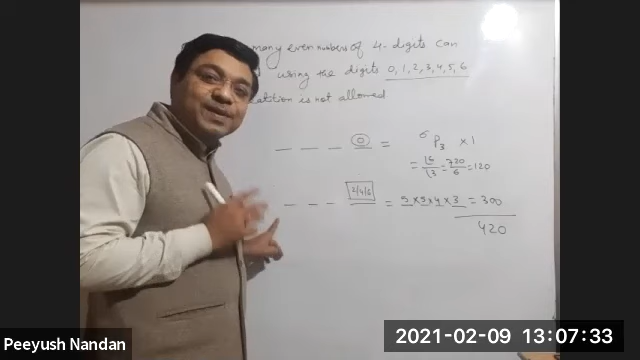 many even numbers of 4-digits can
using the digits 0, 1, 2, 3, 4, 5, 6
is not allowed
_ _ _ 0 = ⁶P₃ × 1
= 6/3 = 720/6 = 120
_ _ _ 2/4/6 = 5 × 5 × 4 × 3 = 300
420
Peeyush Nandan
2021-02-09 13:07:33